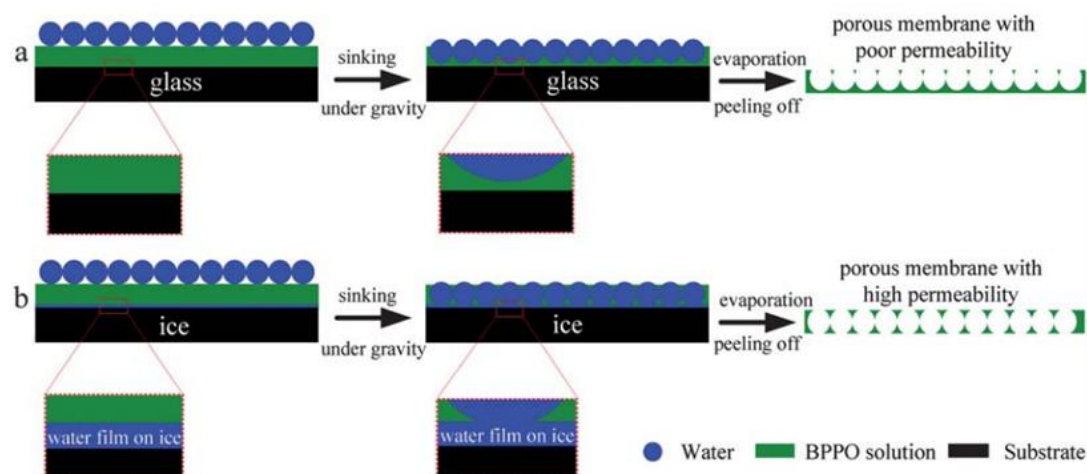 a
glass
sinking
under gravity
glass
evaporation
peeling off
porous membrane with
poor permeability
b
ice
sinking
under gravity
ice
evaporation
peeling off
porous membrane with
high permeability
water film on ice
water film on ice
Water
BPPO solution
Substrate